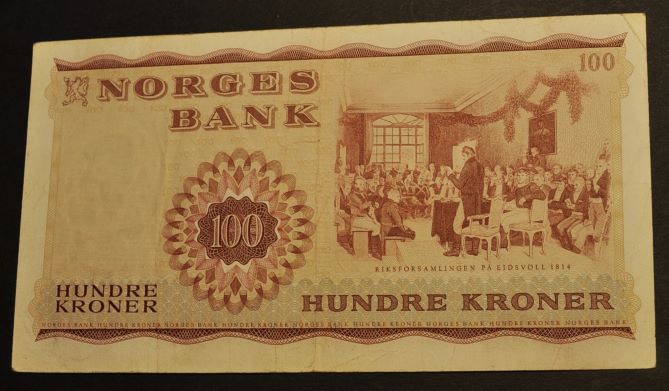 NORGES
BANK
100
100
RIKSFORSAMLINGEN PÅ EIDSVOLL 1814
HUNDRE
KRONER
HUNDRE KRONER
NORGES BANK HUNDRE KRONER NORGES BANK HUNDRE KRONER NORGES BANK HUNDRE KRONER NORGES BANK HUNDRE KRONER NORGES BANK